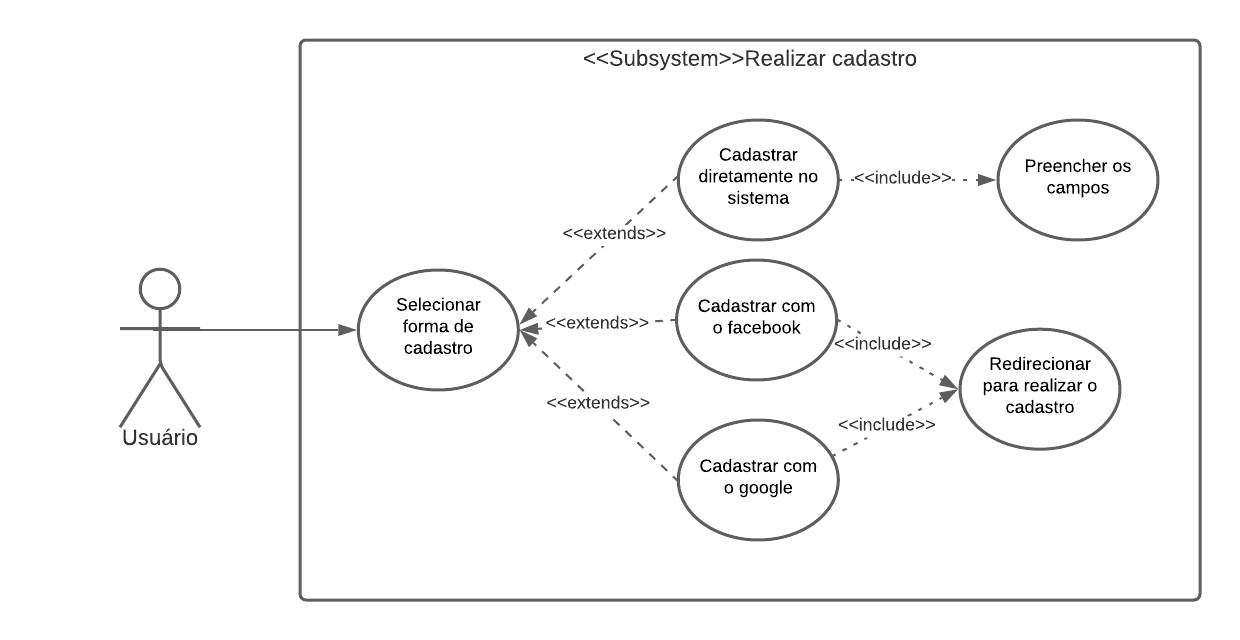 <<Subsystem>>Realizar cadastro
Cadastrar
diretamente no
sistema
<<include>>
Preencher os
campos
<<extends>>
Selecionar
forma de
cadastro
<<extends>>
Cadastrar com
o facebook
<<include>>
Redirecionar
para realizar o
cadastro
<<extends>>
<<include>>
Cadastrar com
o google
Usuário